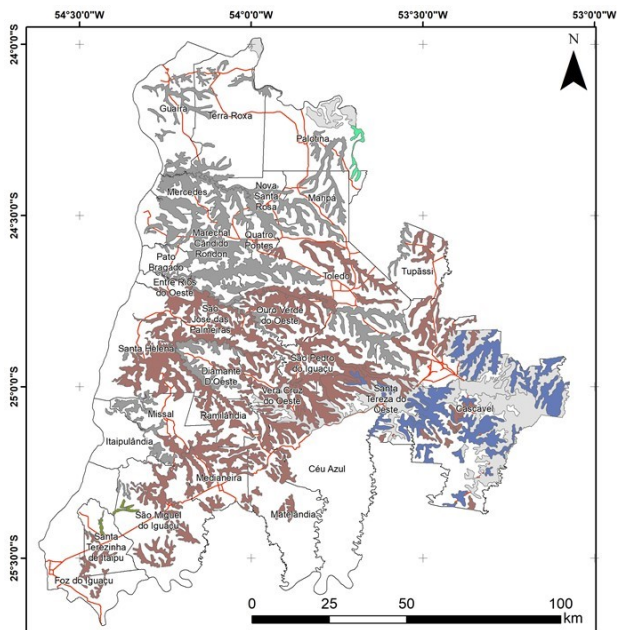 54°30'0"W 54°00'0"W 53°30'0"W 53°0'0"W
24°0'0"S
N
Guaíra
Terra Roxa
Palotina
Mercedes
Nova
Santa
Rosa
Maripá
24°30'0"S
Marechal
Cândido
Rondon
Quatro
Pontes
Pato
Bragado
Entre Rios
do Oeste
Toledo
Tupãssi
São
José das
Palmeiras
Ouro Verde
do Oeste
Santa Helena
Diamante
D'Oeste
São Pedro
do Iguaçu
25°0'0"S
Vera Cruz
do Oeste
Santa
Tereza do
Oeste
Cascavel
Missal
Ramilândia
Itaipulândia
Céu Azul
Medianeira
São Miguel
do Iguaçu
Matelândia
Santa
Terezinha
de Itaipu
25°30'0"S
Foz do Iguaçu
0 25 50 100
km